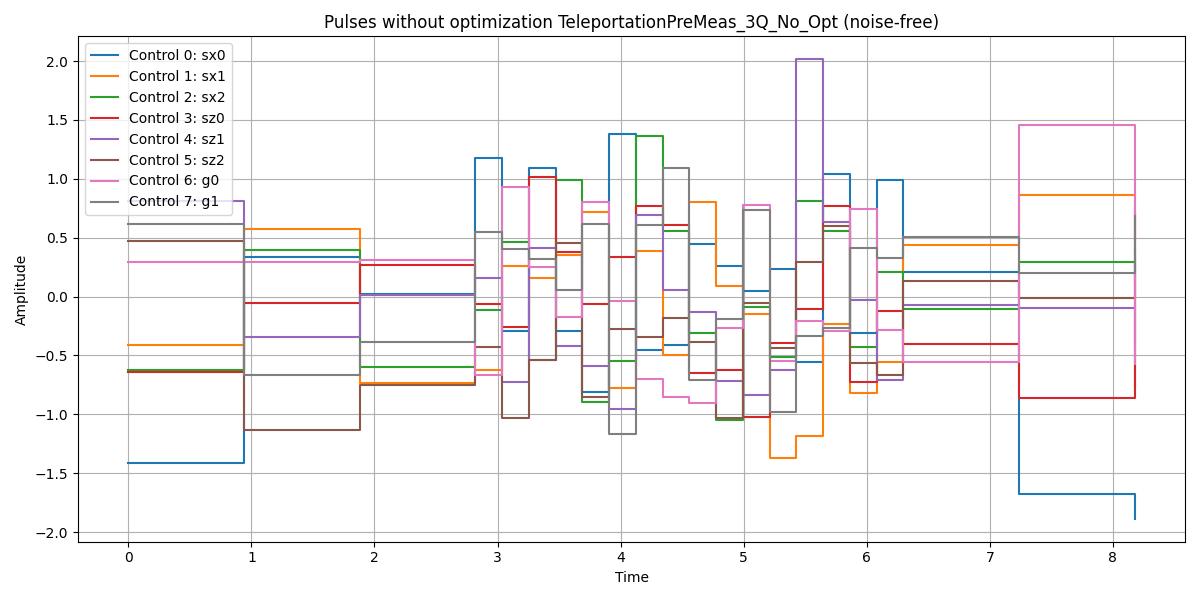 Pulses without optimization TeleportationPreMeas_3Q_No_Opt (noise-free)
Control 0: sx0
Control 1: sx1
Control 2: sx2
Control 3: sz0
Control 4: sz1
Control 5: sz2
Control 6: g0
Control 7: g1
Amplitude
2.0
1.5
1.0
0.5
0.0
−0.5
−1.0
−1.5
−2.0
0 1 2 3 4 5 6 7 8
Time